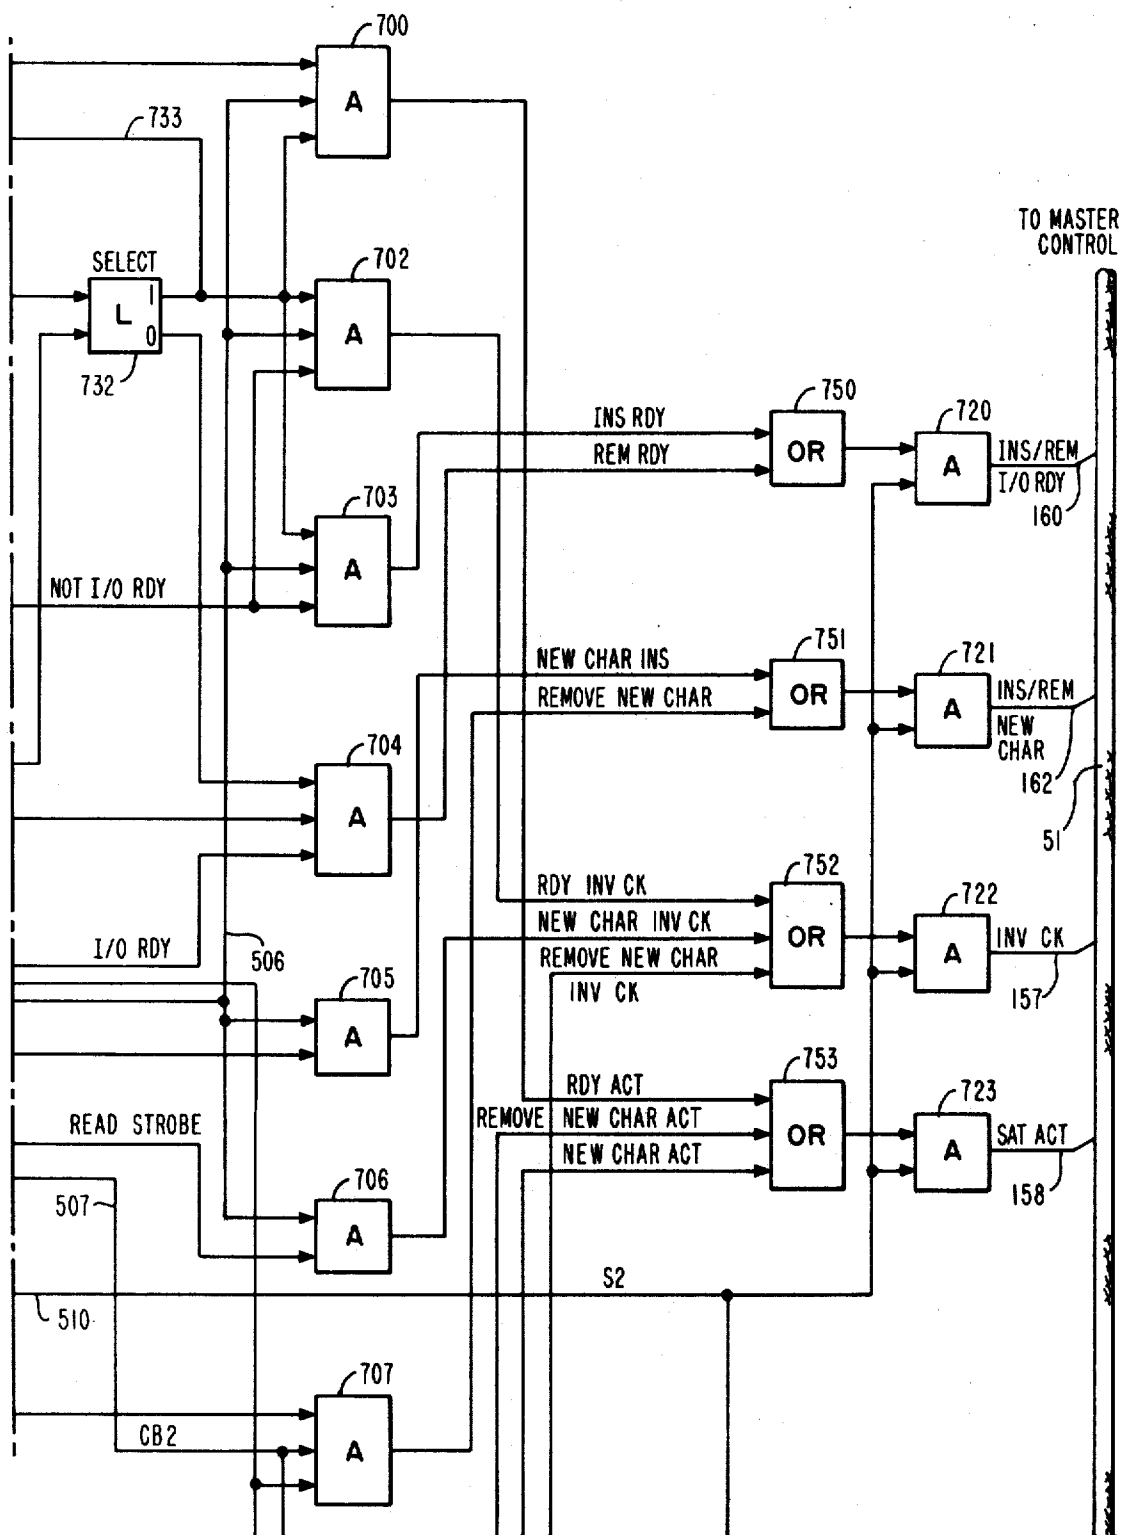 700
A
733
TO MASTER
CONTROL
SELECT
L
1
0
732
702
A
750
INS RDY
REM RDY
OR
720
A
INS/REM
I/O RDY
160
703
A
NOT I/O RDY
751
NEW CHAR INS
REMOVE NEW CHAR
OR
721
A
INS/REM
NEW
CHAR
162
51
704
A
I/O RDY
506
752
RDY INV CK
NEW CHAR INV CK
REMOVE NEW CHAR
INV CK
OR
722
A
INV CK
157
705
A
753
RDY ACT
REMOVE NEW CHAR ACT
NEW CHAR ACT
OR
723
A
SAT ACT
158
READ STROBE
507
706
A
S2
510
707
CB2
A